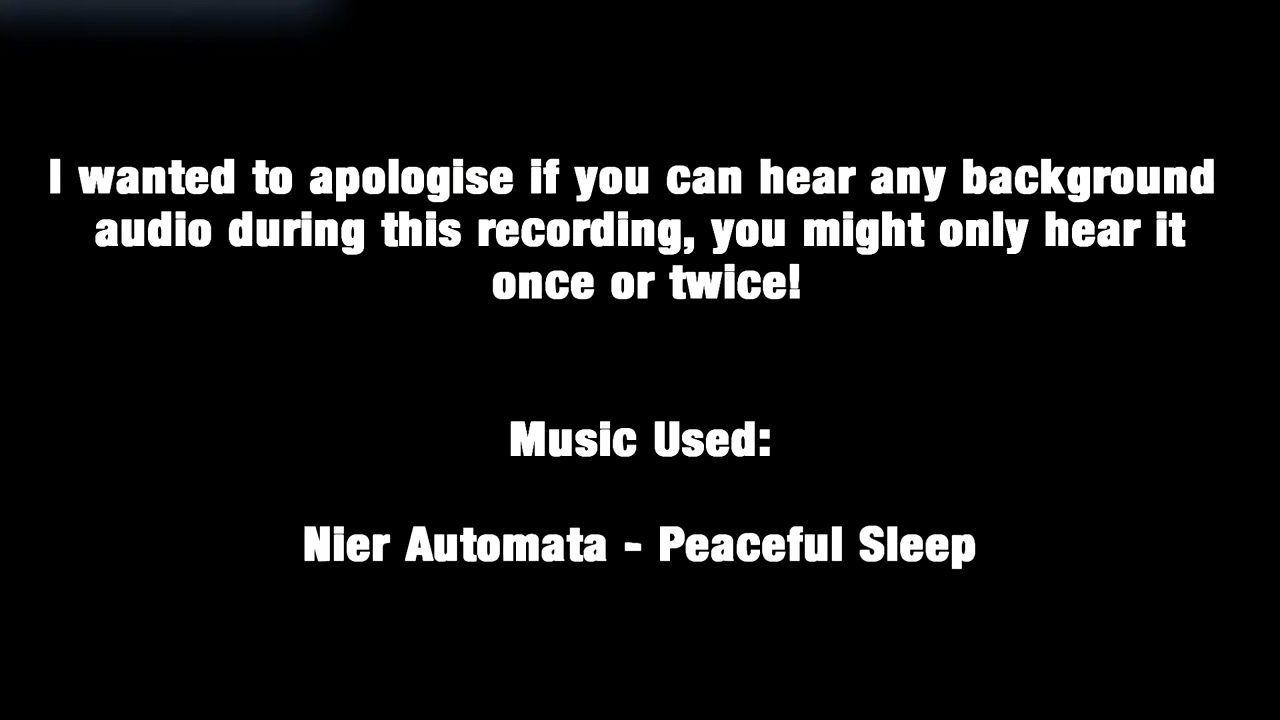 I wanted to apologise if you can hear any background
audio during this recording, you might only hear it
once or twice!
Music Used:
Nier Automata - Peaceful Sleep